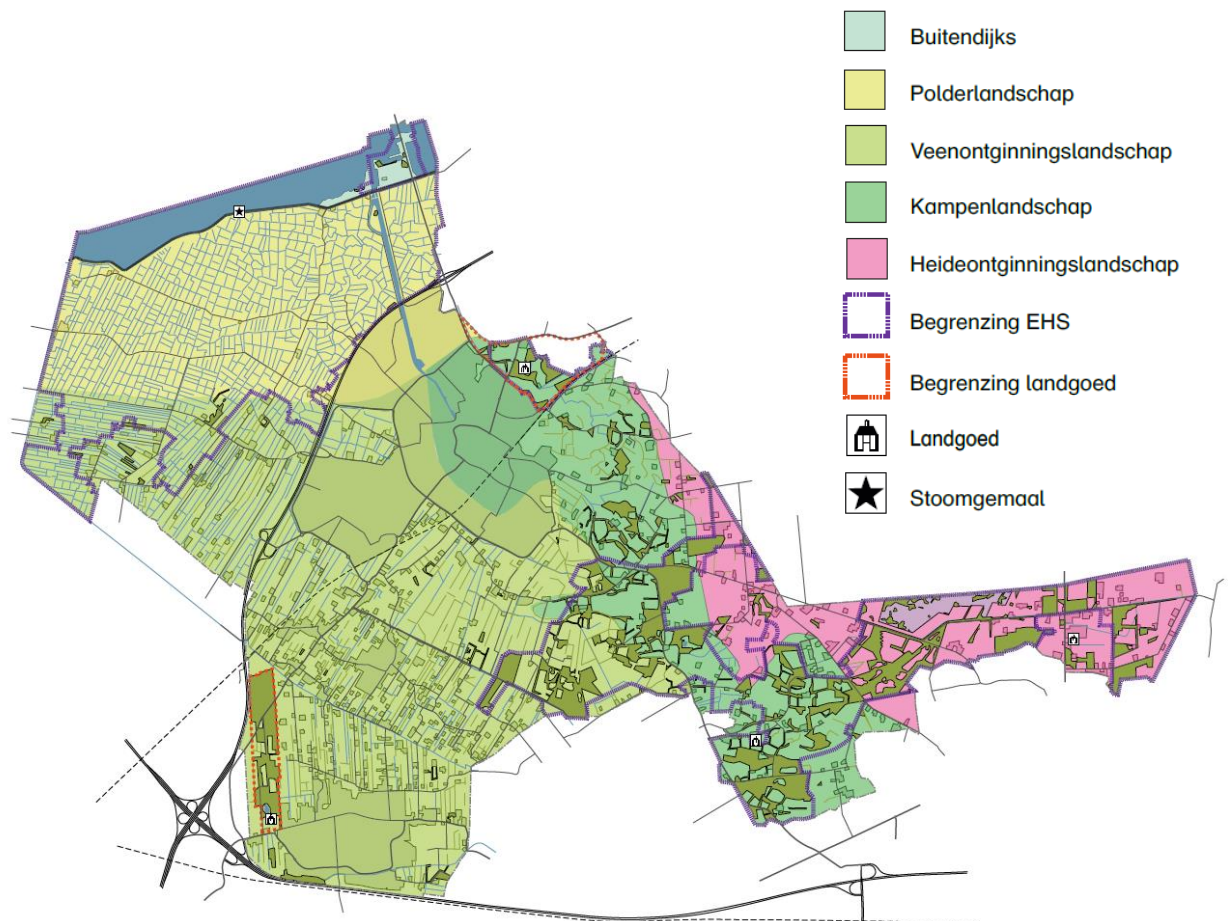 Buitendijks
Polderlandschap
Veenontginningslandschap
Kampenlandschap
Heideontginningslandschap
Begrenzing EHS
Begrenzing landgoed
Landgoed
Stoomgemaal